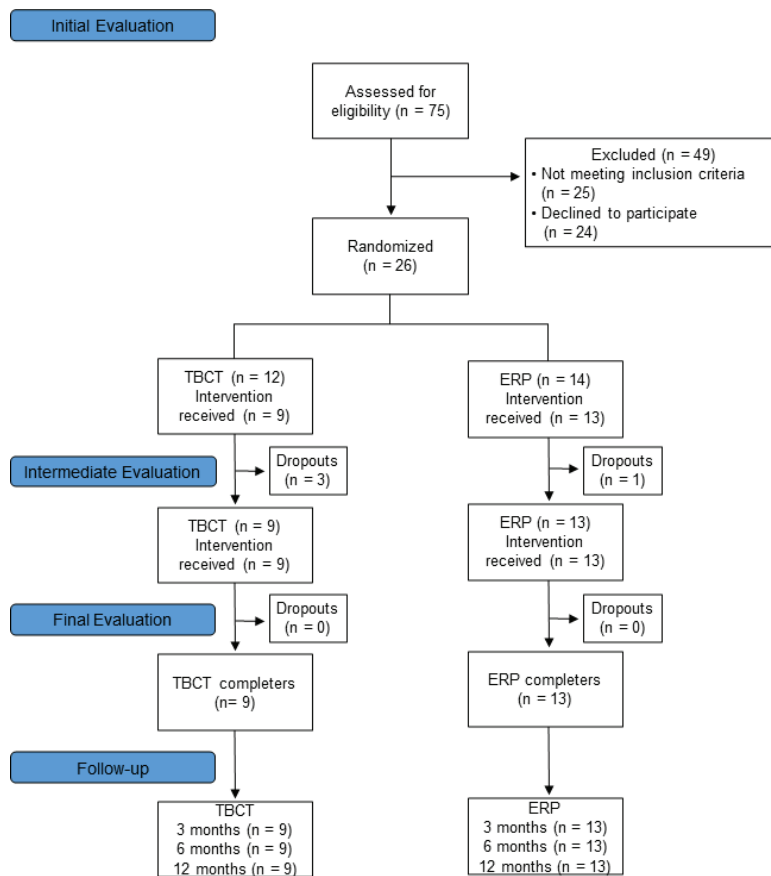 Initial Evaluation
Assessed for
eligibility (n = 75)
Excluded (n = 49)
• Not meeting inclusion criteria
(n = 25)
• Declined to participate
(n = 24)
Randomized
(n = 26)
TBCT (n = 12)
Intervention
received (n = 9)
ERP (n = 14)
Intervention
received (n = 13)
Intermediate Evaluation
Dropouts
(n = 3)
Dropouts
(n = 1)
TBCT (n = 9)
Intervention
received (n = 9)
ERP (n = 13)
Intervention
received (n = 13)
Final Evaluation
Dropouts
(n = 0)
Dropouts
(n = 0)
TBCT completers
(n= 9)
ERP completers
(n = 13)
Follow-up
TBCT
3 months (n = 9)
6 months (n = 9)
12 months (n = 9)
ERP
3 months (n = 13)
6 months (n = 13)
12 months (n = 13)